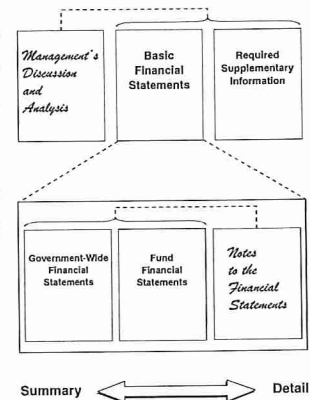 Management's
Discussion
and
Analysis
Basic
Financial
Statements
Required
Supplementary
Information
Government-Wide
Financial
Statements
Fund
Financial
Statements
Notes
to the
Financial
Statements
Summary
Detail